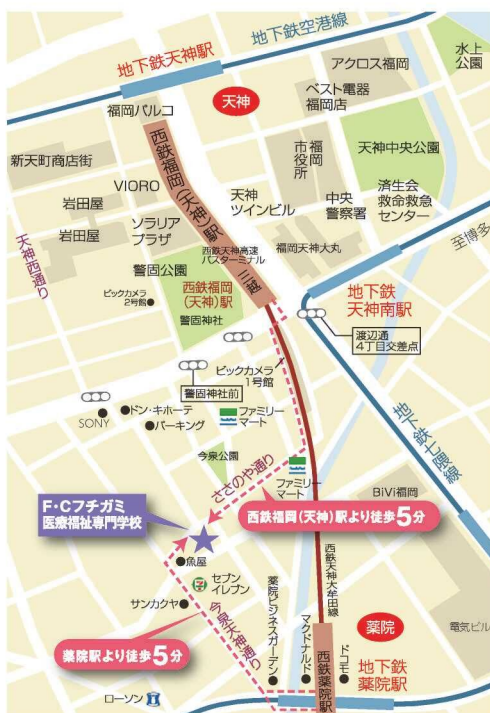 地下鉄空港線
地下鉄天神駅
水上
公園
アクロス福岡
天神
ベスト電器
福岡店
福岡パルコ
西鉄福岡(天神)駅
新天町商店街
福岡
市役所
天神中央公園
VIORO
天神
ツインビル
中央
警察署
済生会
救命救急
センター
岩田屋
ソラリア
プラザ
岩田屋
西鉄天神高速
バスターミナル
福岡天神大丸
至博多
天神西通り
警固公園
三越
ビックカメラ
2号館
西鉄福岡
(天神)駅
地下鉄
天神南駅
警固神社
渡辺通
4丁目交差点
ビックカメラ
1号館
警固神社前
SONY
ドン・キホーテ
パーキング
ファミリー
マート
地下鉄七隈線
今泉公園
ささのや通り
ファミリー
マート
BiVi福岡
F・Cフチガミ
医療福祉専門学校
西鉄福岡(天神)駅より徒歩5分
魚屋
西鉄天神大牟田線
セブン
イレブン
サンカクヤ
今泉天神通り
薬院ビジネスガーデン
マクドナルド
薬院
電気ビル
薬院駅より徒歩5分
西鉄薬院駅
ドコモ
地下鉄
薬院駅
ローソン